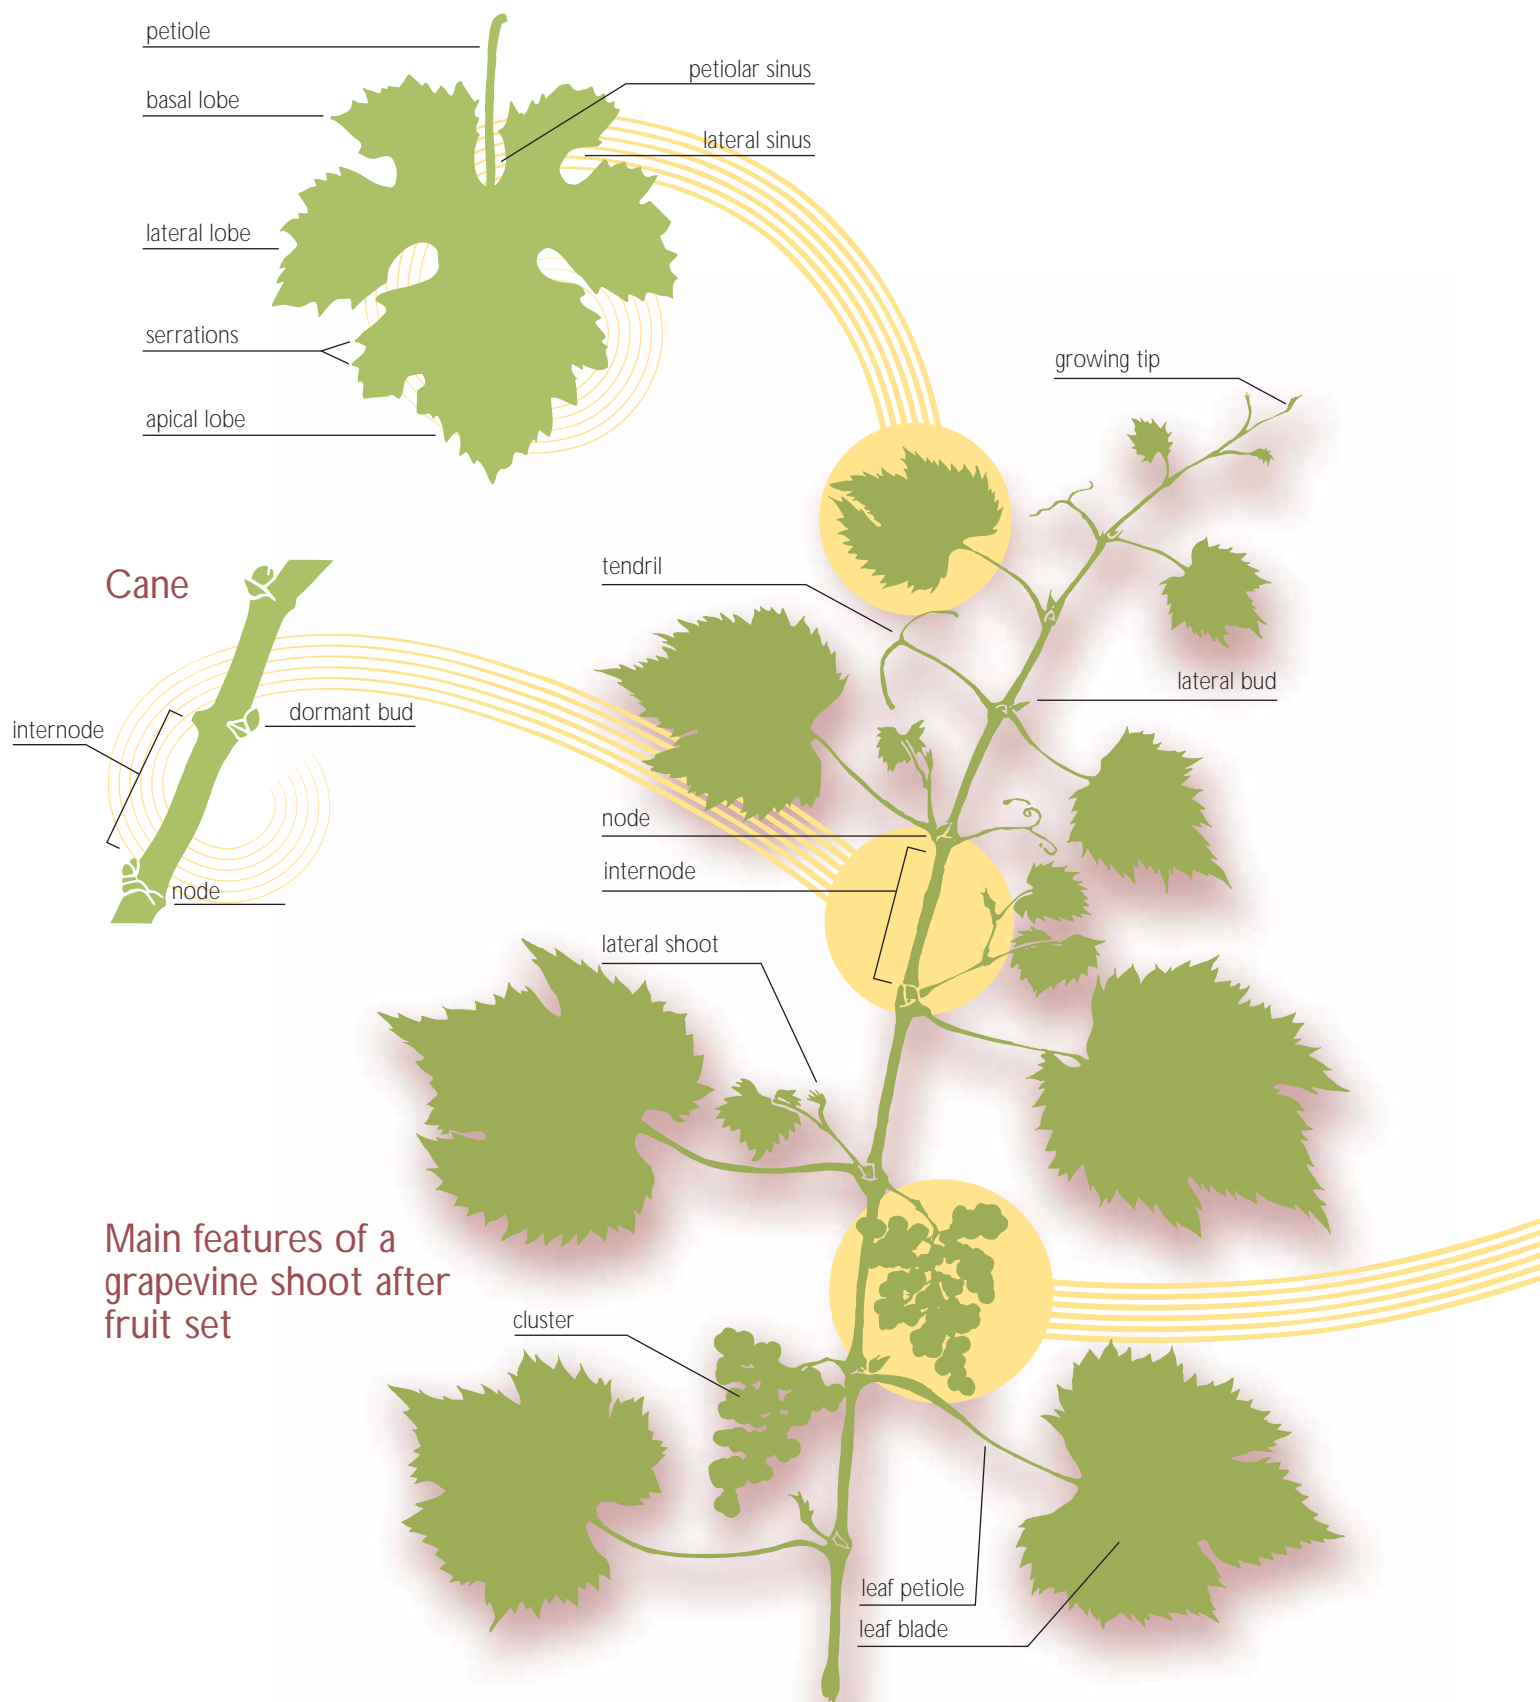 petiole
petiolar sinus
basal lobe
lateral sinus
lateral lobe
serrations
apical lobe
growing tip
Cane
tendril
lateral bud
dormant bud
internode
node
internode
node
lateral shoot
Main features of a
grapevine shoot after
fruit set
cluster
leaf petiole
leaf blade